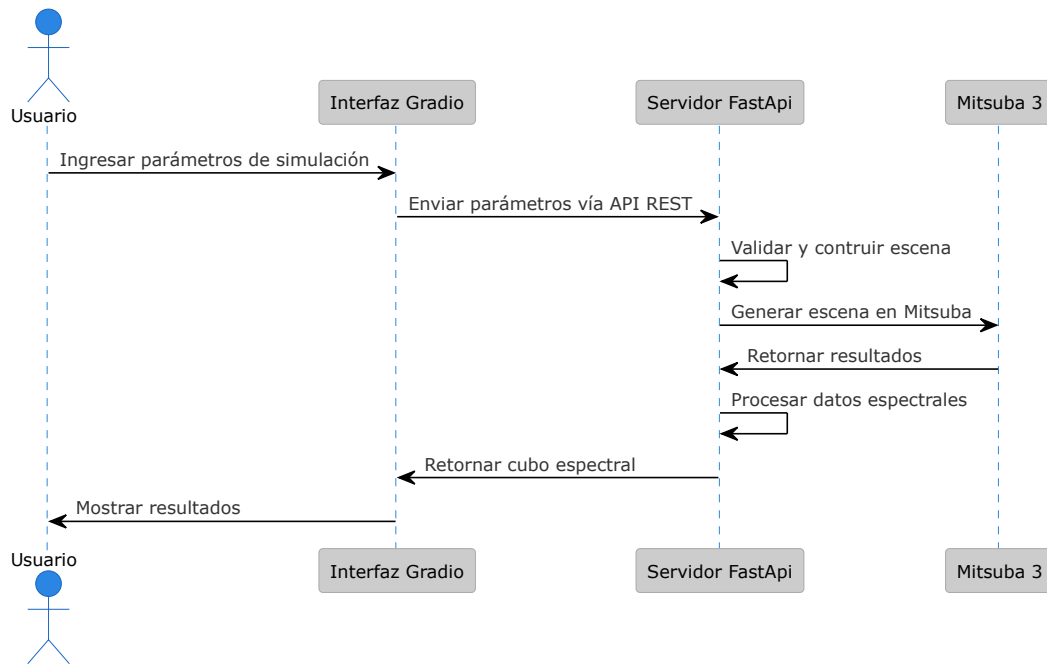 Usuario
Interfaz Gradio
Servidor FastApi
Mitsuba 3
Ingresar parámetros de simulación
Enviar parámetros vía API REST
Validar y contruir escena
Generar escena en Mitsuba
Retornar resultados
Procesar datos espectrales
Retornar cubo espectral
Mostrar resultados
Usuario
Interfaz Gradio
Servidor FastApi
Mitsuba 3